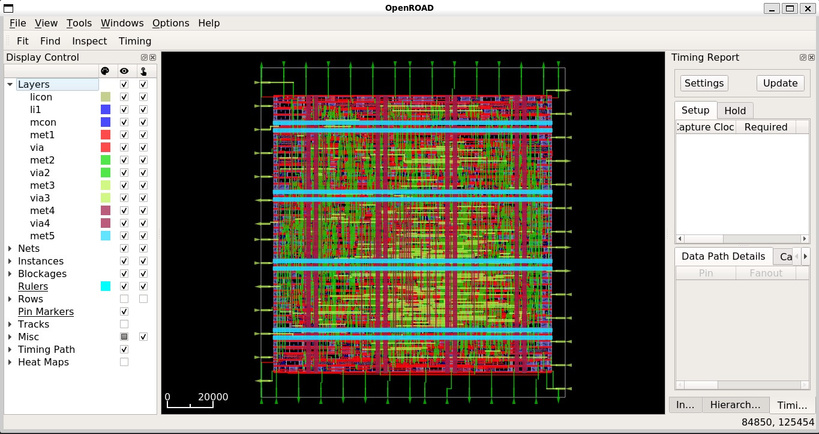 OpenROAD
File View Tools Windows Options Help
Fit Find Inspect Timing
Display Control
Layers
licon
li1
mcon
met1
via
met2
via2
met3
via3
met4
via4
met5
Nets
Instances
Blockages
Rulers
Rows
Pin Markers
Tracks
Misc
Timing Path
Heat Maps
0 20000
Timing Report
Settings Update
Setup Hold
Capture Cloc Required
Data Path Details Ca
Pin Fanout
In... Hierarch... Timi...
84850, 125454